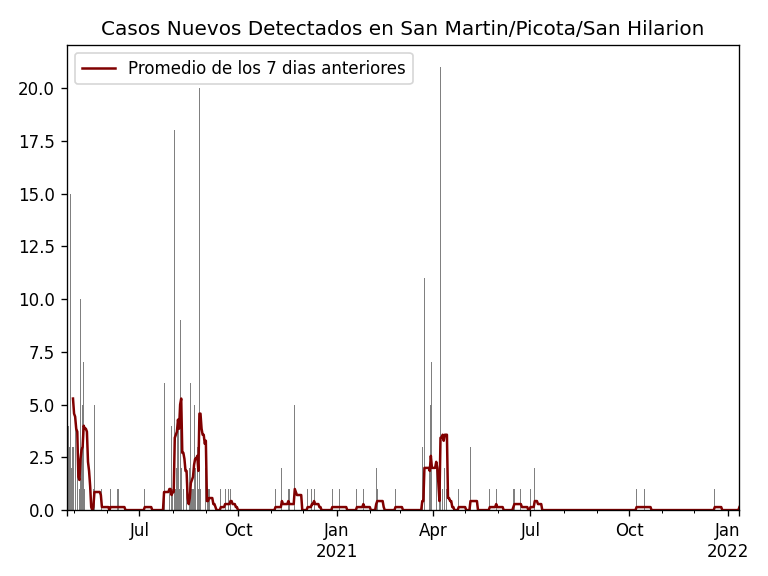 Casos Nuevos Detectados en San Martin/Picota/San Hilarion
Promedio de los 7 dias anteriores
20.0
17.5
15.0
12.5
10.0
7.5
5.0
2.5
0.0
Jul
Oct
Jan
2021
Apr
Jul
Oct
Jan
2022